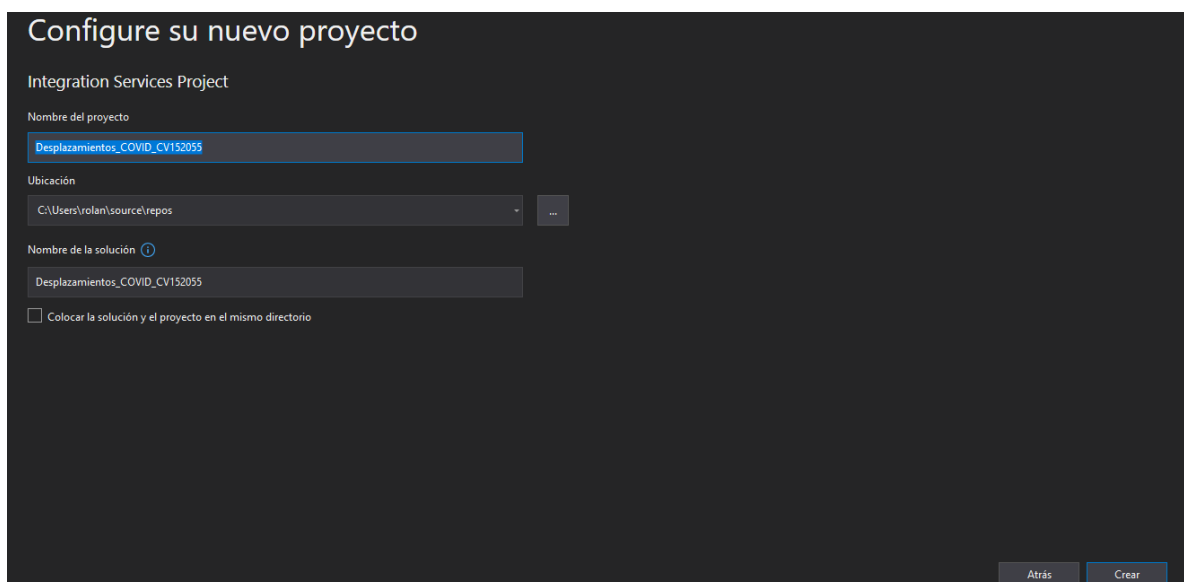 Configure su nuevo proyecto
Integration Services Project
Nombre del proyecto
Desplazamientos_COVID_CV152055
Ubicación
C:\Users\rolan\source\repos
...
Nombre de la solución
Desplazamientos_COVID_CV152055
Colocar la solución y el proyecto en el mismo directorio
Atrás Crear